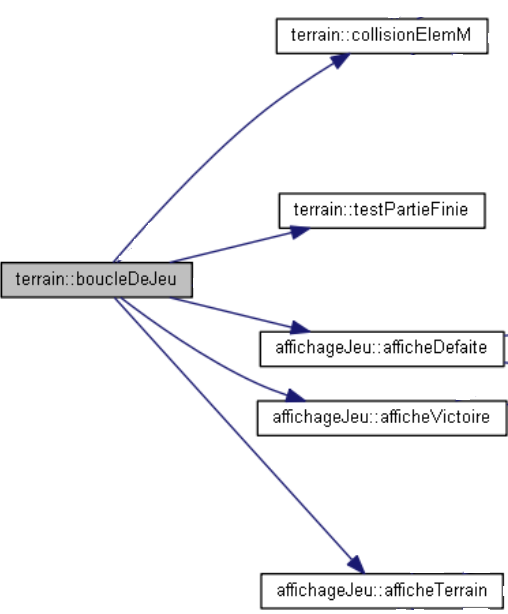 terrain::collisionElemM
terrain::testPartieFinie
terrain::boucleDeJeu
affichageJeu::afficheDefaite
affichageJeu::afficheVictoire
affichageJeu::afficheTerrain